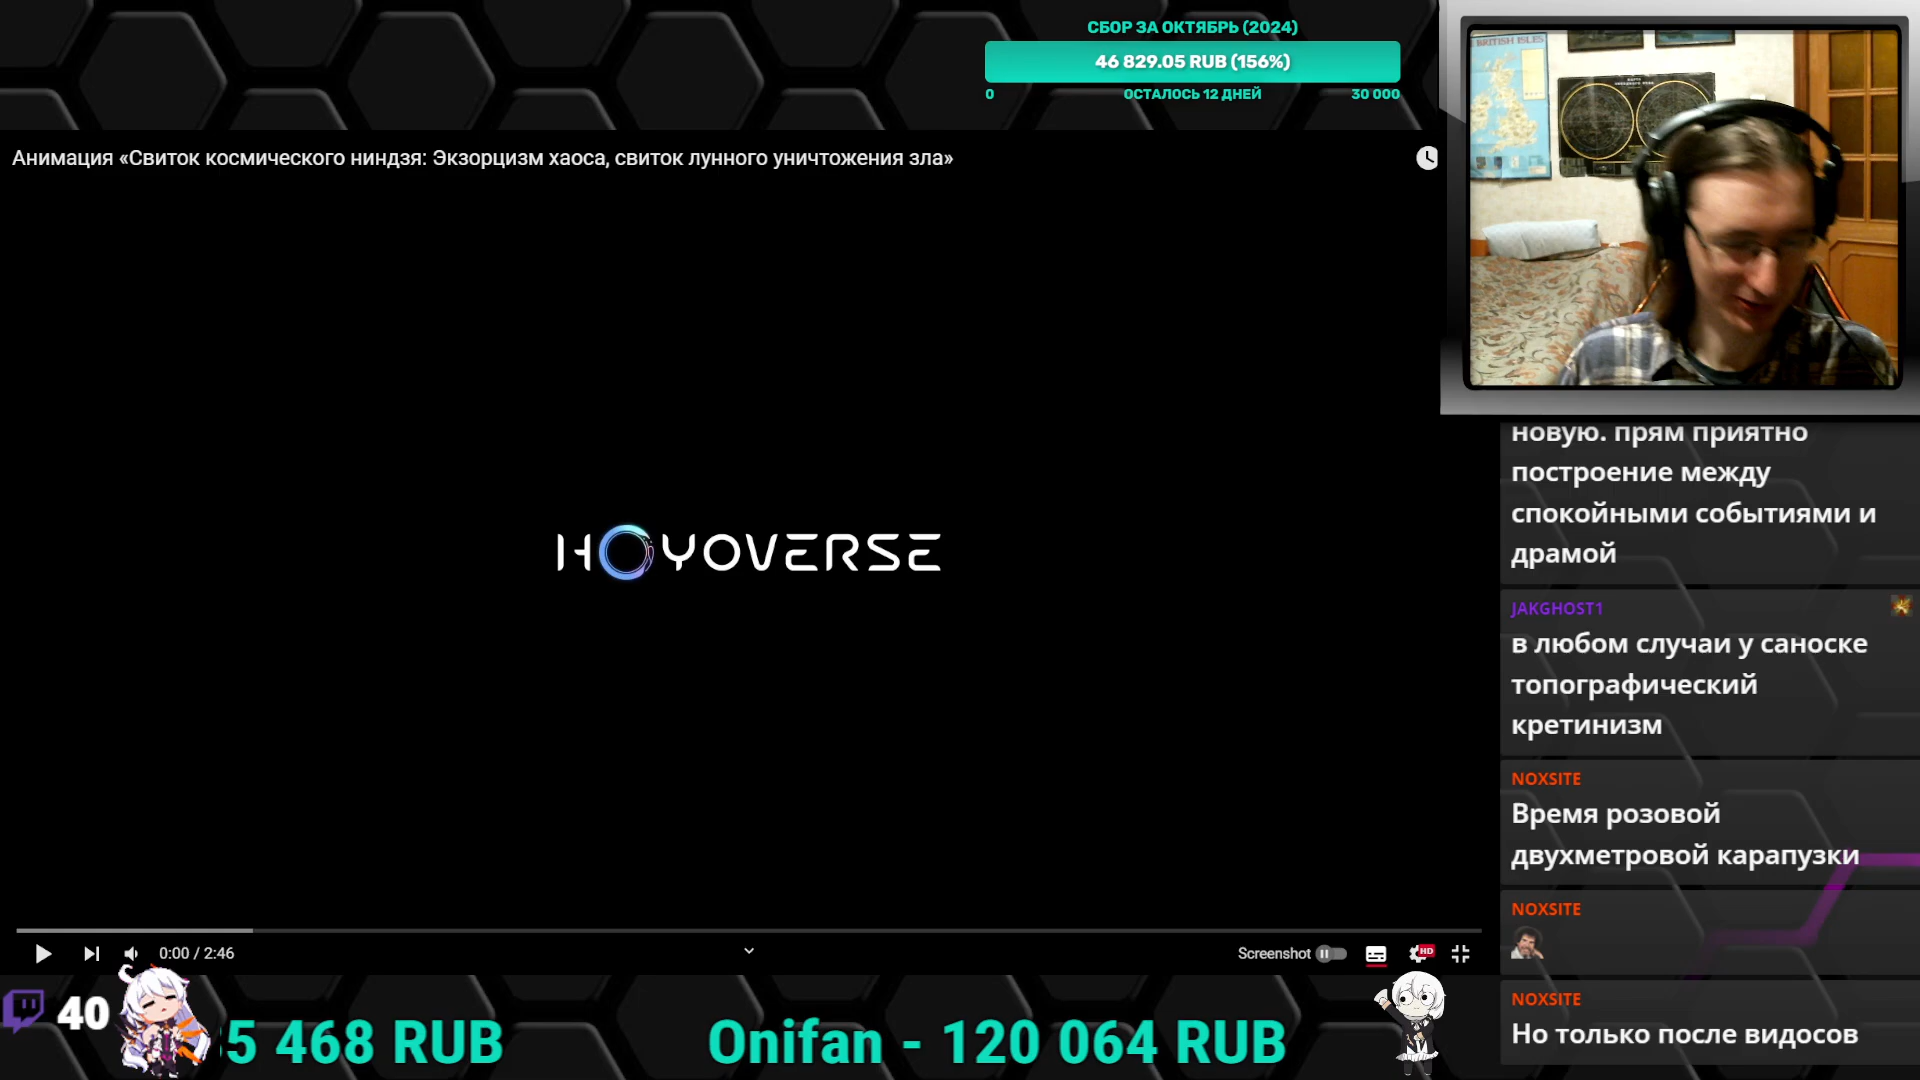 СБОР ЗА ОКТЯБРЬ (2024)
46 829.05 RUB (156%)
0 ОСТАЛОСЬ 12 ДНЕЙ 30 000
Анимация «Свиток космического ниндзя: Экзорцизм хаоса, свиток лунного уничтожения зла»
BRITISH ISLES
HOYOVERSE
новую. прям приятно
построение между
спокойными событиями и
драмой
JAKGHOST1
в любом случаи у саноске
топографический
кретинизм
NOXSITE
Время розовой
двухметровой карапузки
NOXSITE
NOXSITE
Но только после видосов
0:00 / 2:46
Screenshot
HD
40
5 468 RUB
Onifan - 120 064 RUB